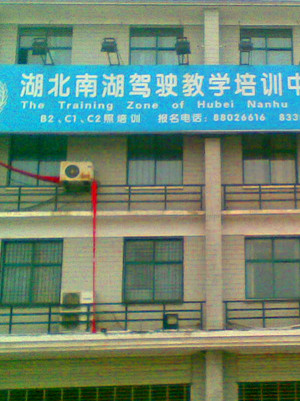 湖北南湖驾驶教学培训中
The Training Zone of Hubei Nanhu
B2、C1、C2照培训 报名电话：88026616 833